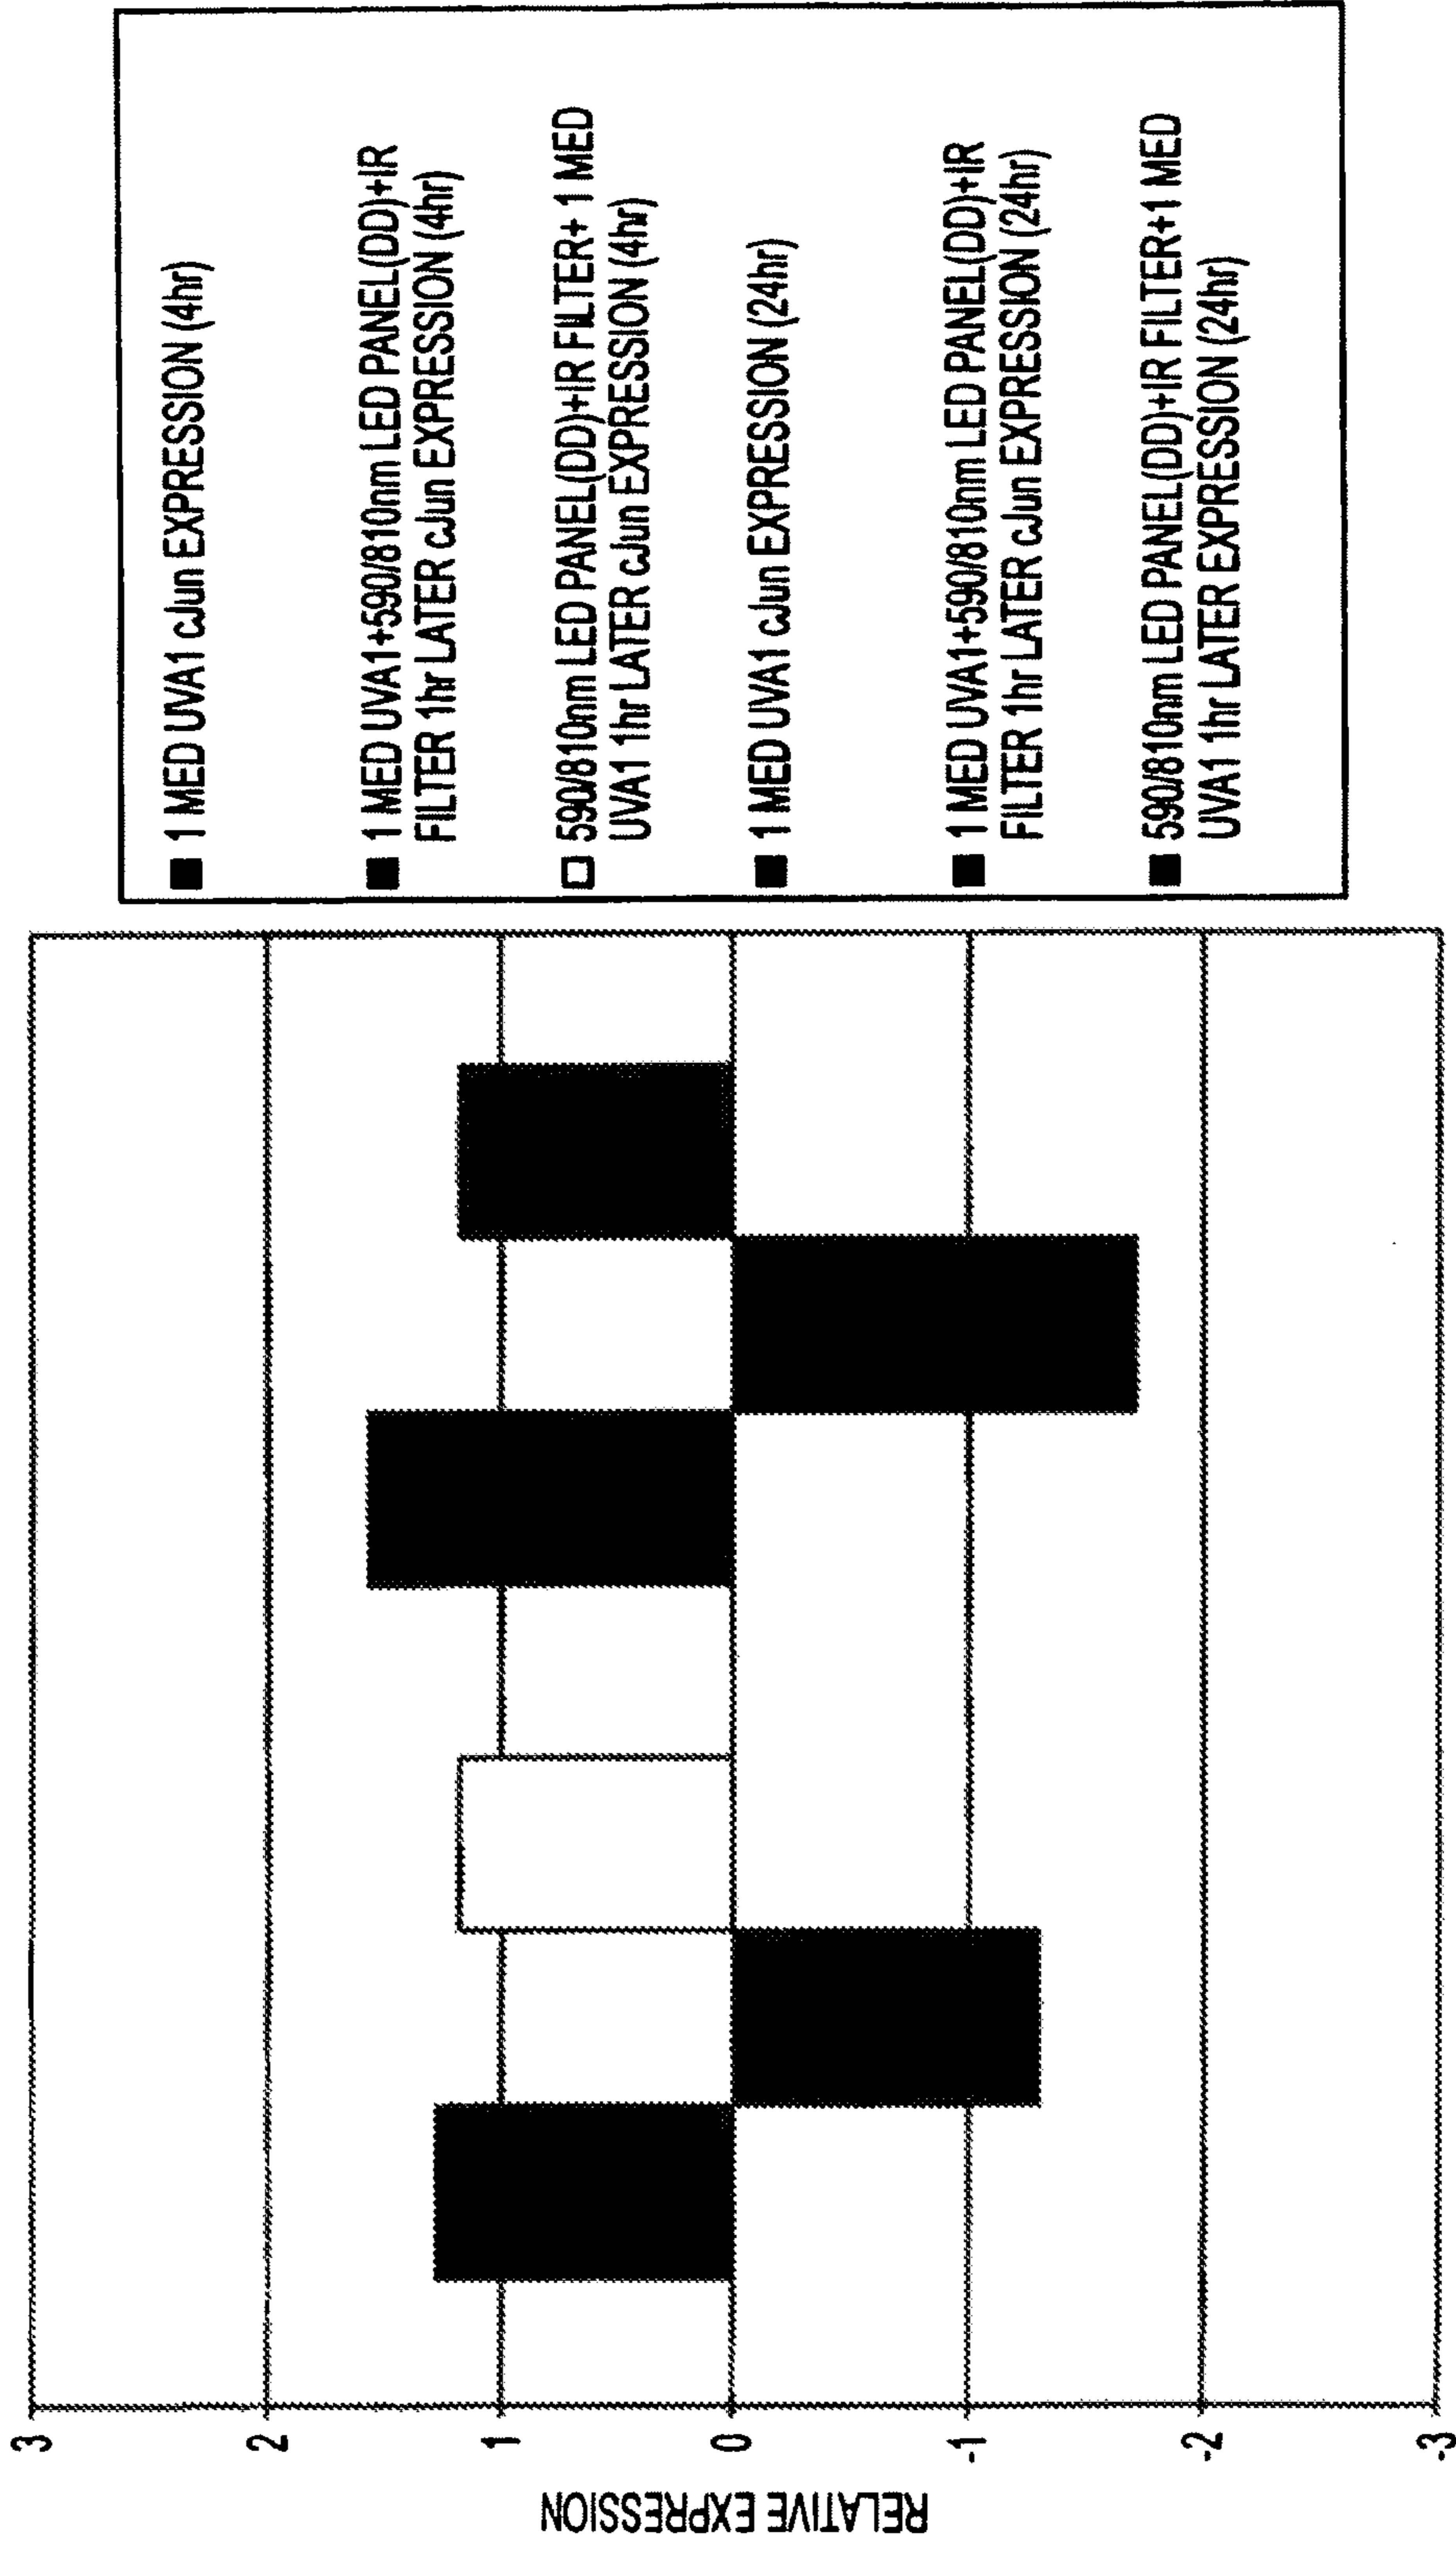 3
2
1
0
-1
-2
-3
RELATIVE EXPRESSION
1 MED UVA1 cJun EXPRESSION (4hr)
1 MED UVA1+590/810nm LED PANEL(DD)+IR
FILTER 1hr LATER cJun EXPRESSION (4hr)
590/810nm LED PANEL(DD)+IR FILTER+ 1 MED
UVA1 1hr LATER cJun EXPRESSION (4hr)
1 MED UVA1 cJun EXPRESSION (24hr)
1 MED UVA1+590/810nm LED PANEL(DD)+IR
FILTER 1hr LATER cJun EXPRESSION (24hr)
590/810nm LED PANEL(DD)+IR FILTER+1 MED
UVA1 1hr LATER EXPRESSION (24hr)